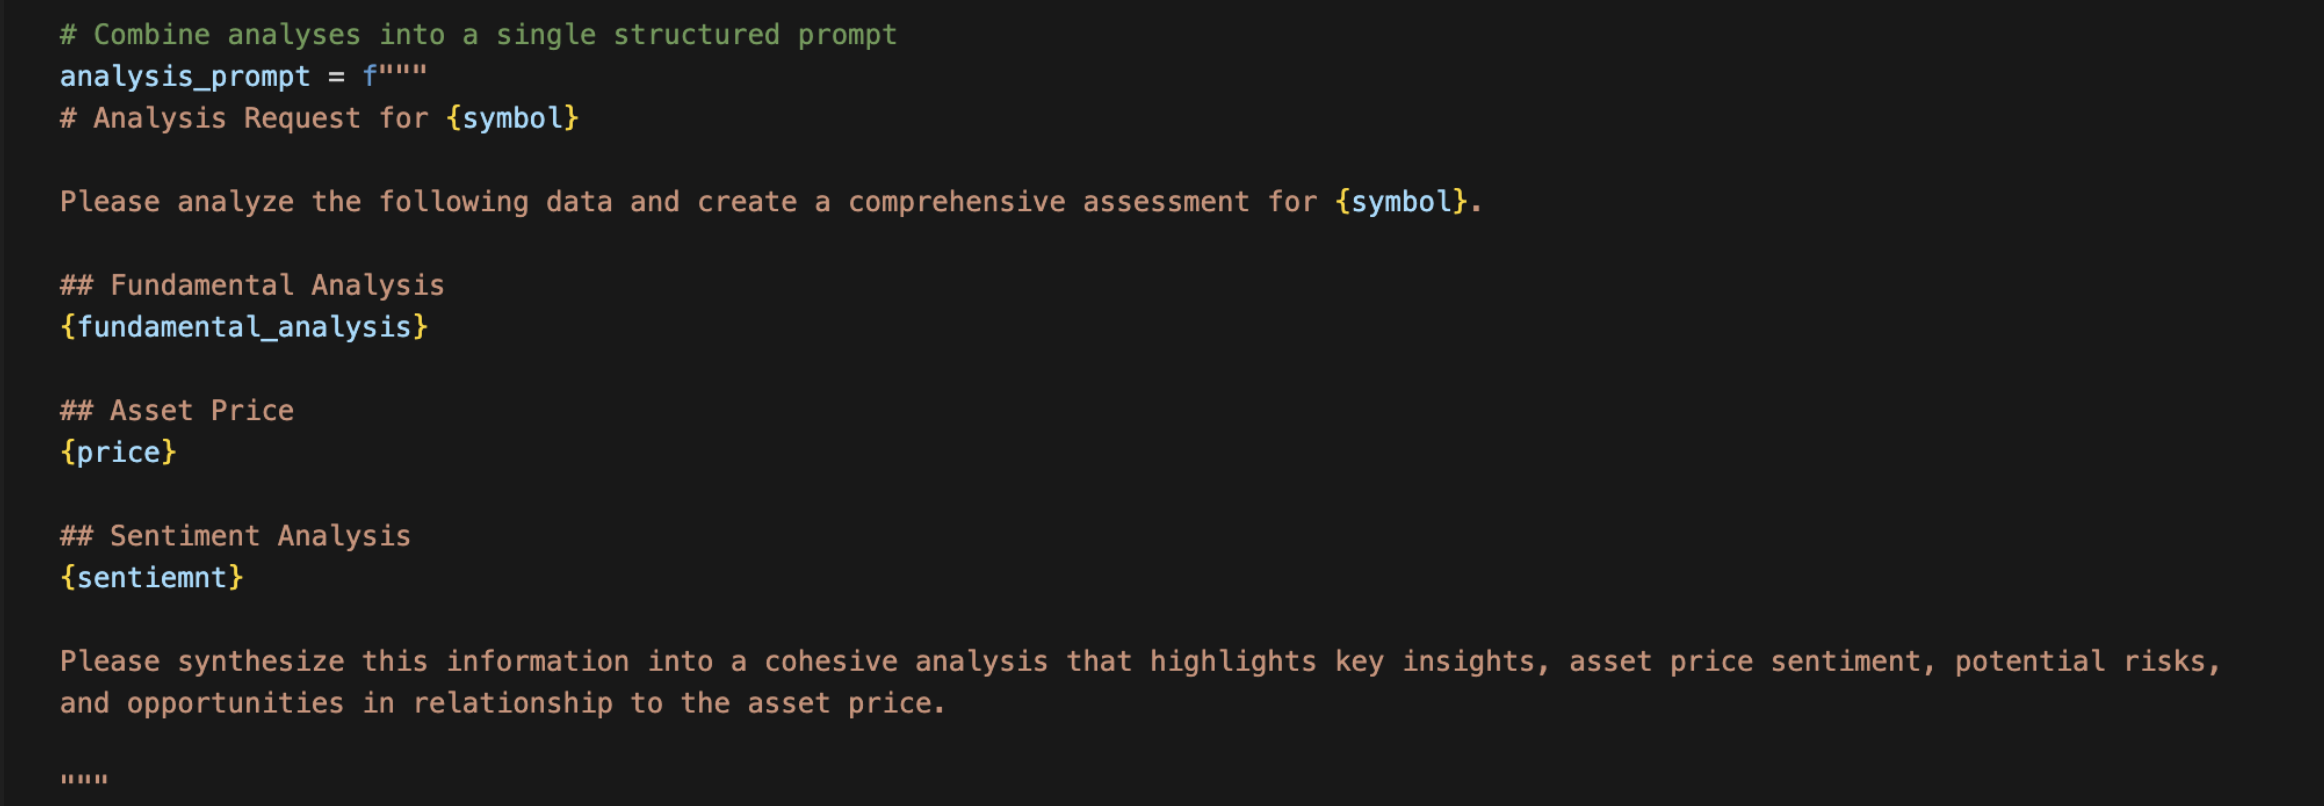 # Combine analyses into a single structured prompt
analysis_prompt = f"""
# Analysis Request for {symbol}
Please analyze the following data and create a comprehensive assessment for {symbol}.
## Fundamental Analysis
{fundamental_analysis}
## Asset Price
{price}
## Sentiment Analysis
{sentiemnt}
Please synthesize this information into a cohesive analysis that highlights key insights, asset price sentiment, potential risks,
and opportunities in relationship to the asset price.
"""